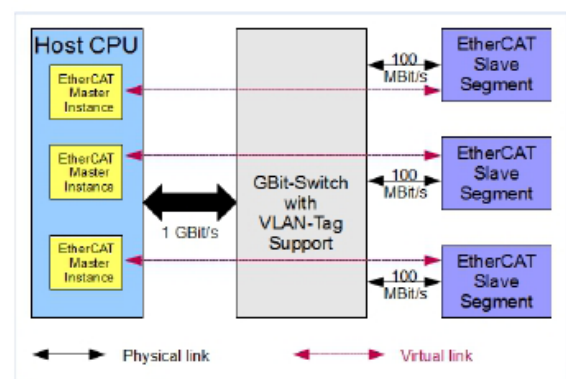 Host CPU
EtherCAT
Master
Instance
EtherCAT
Master
Instance
EtherCAT
Master
Instance
1 GBit/s
GBit-Switch
with
VLAN-Tag
Support
100
MBit/s
100
MBit/s
100
MBit/s
EtherCAT
Slave
Segment
EtherCAT
Slave
Segment
EtherCAT
Slave
Segment
Physical link
Virtual link